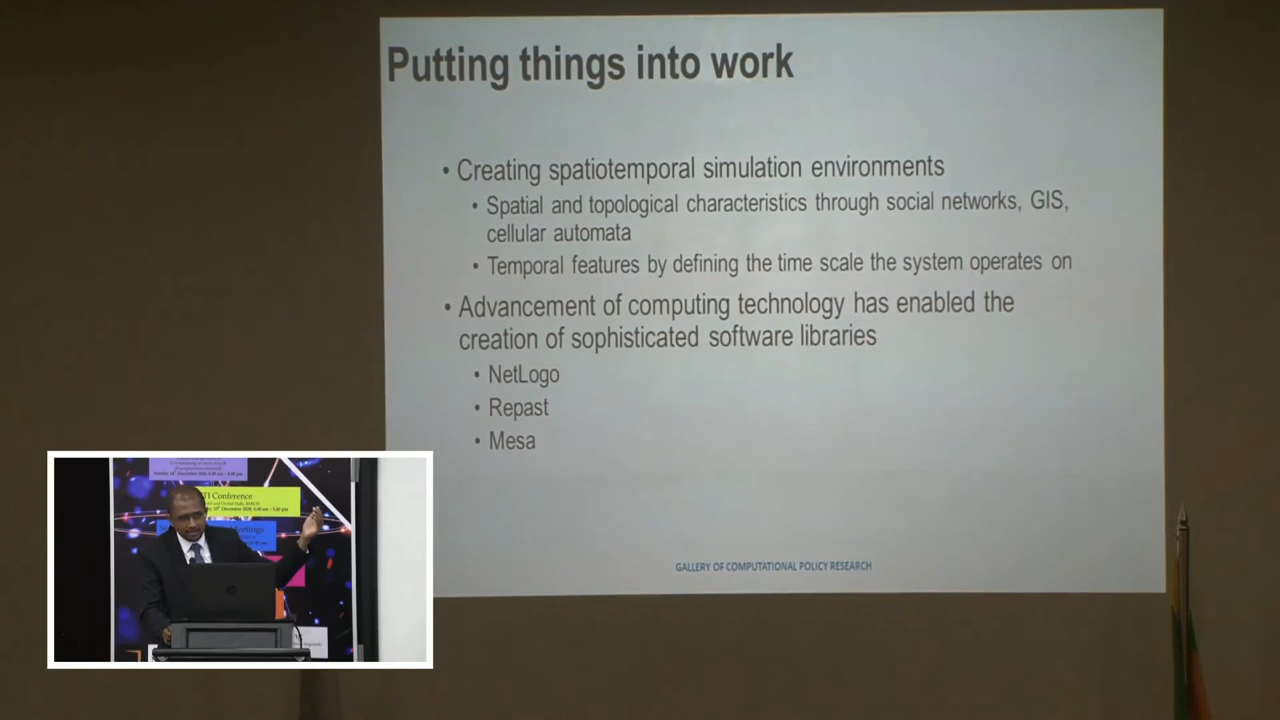 Putting things into work
• Creating spatiotemporal simulation environments
• Spatial and topological characteristics through social networks, GIS,
cellular automata
• Temporal features by defining the time scale the system operates on
• Advancement of computing technology has enabled the
creation of sophisticated software libraries
• NetLogo
• Repast
• Mesa
GALLERY OF COMPUTATIONAL POLICY RESEARCH
Conference